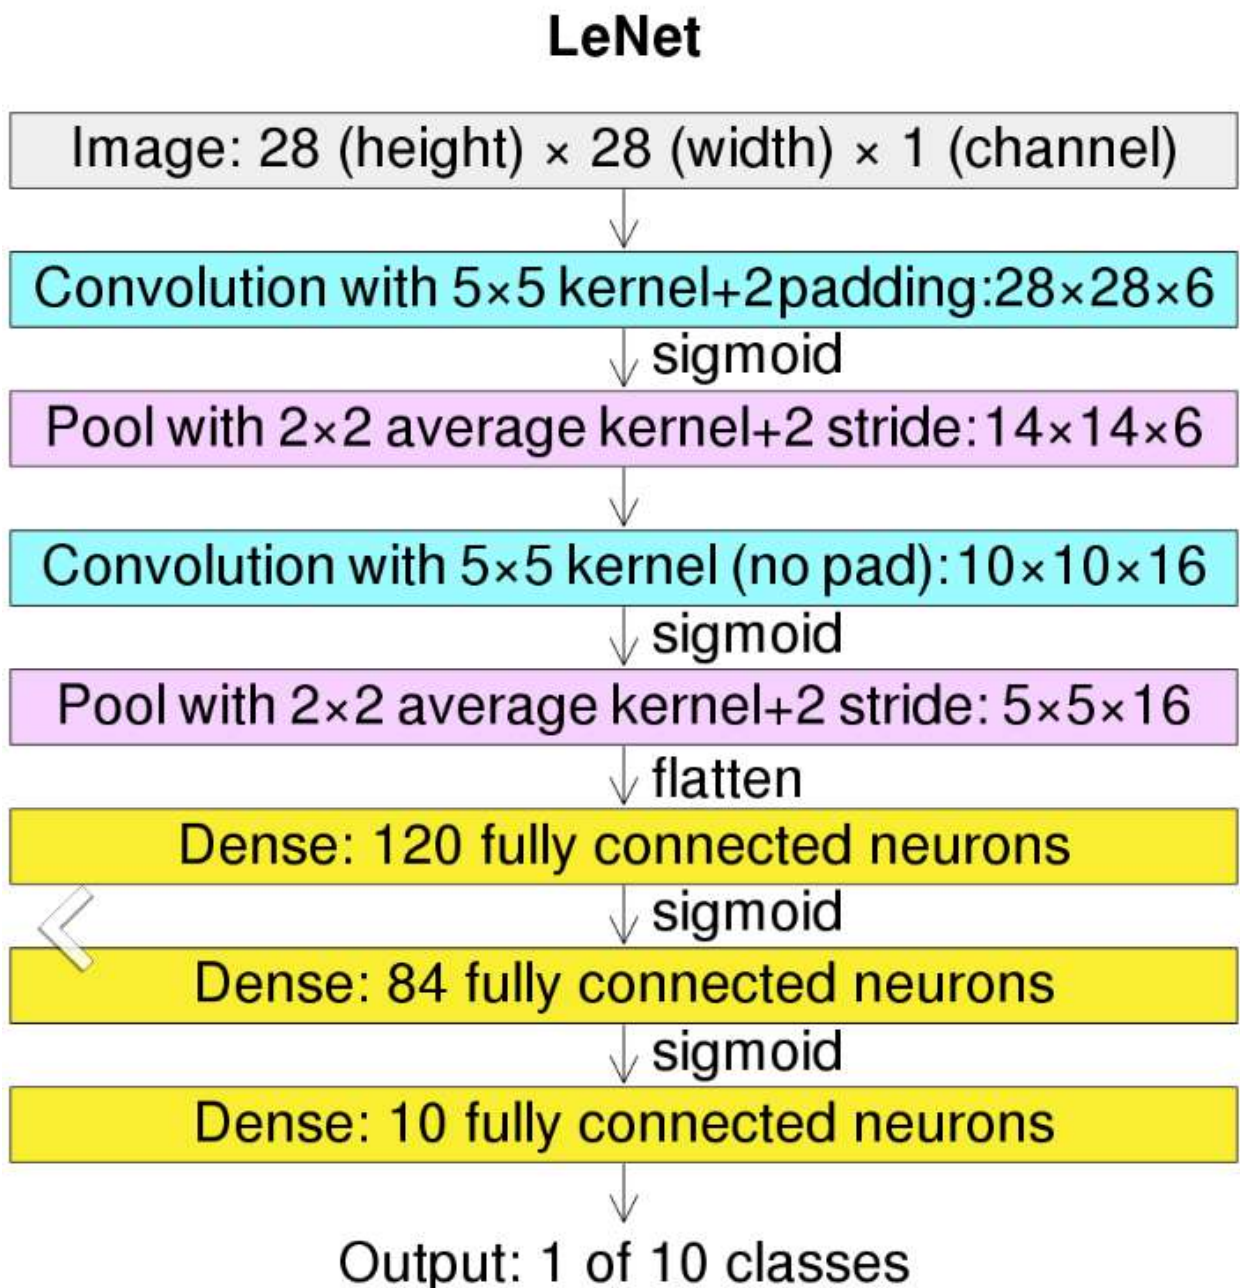 LeNet
Image: 28 (height) × 28 (width) × 1 (channel)
Convolution with 5×5 kernel+2padding:28×28×6
sigmoid
Pool with 2×2 average kernel+2 stride:14×14×6
Convolution with 5×5 kernel (no pad):10×10×16
sigmoid
Pool with 2×2 average kernel+2 stride: 5×5×16
flatten
Dense: 120 fully connected neurons
sigmoid
Dense: 84 fully connected neurons
sigmoid
Dense: 10 fully connected neurons
Output: 1 of 10 classes